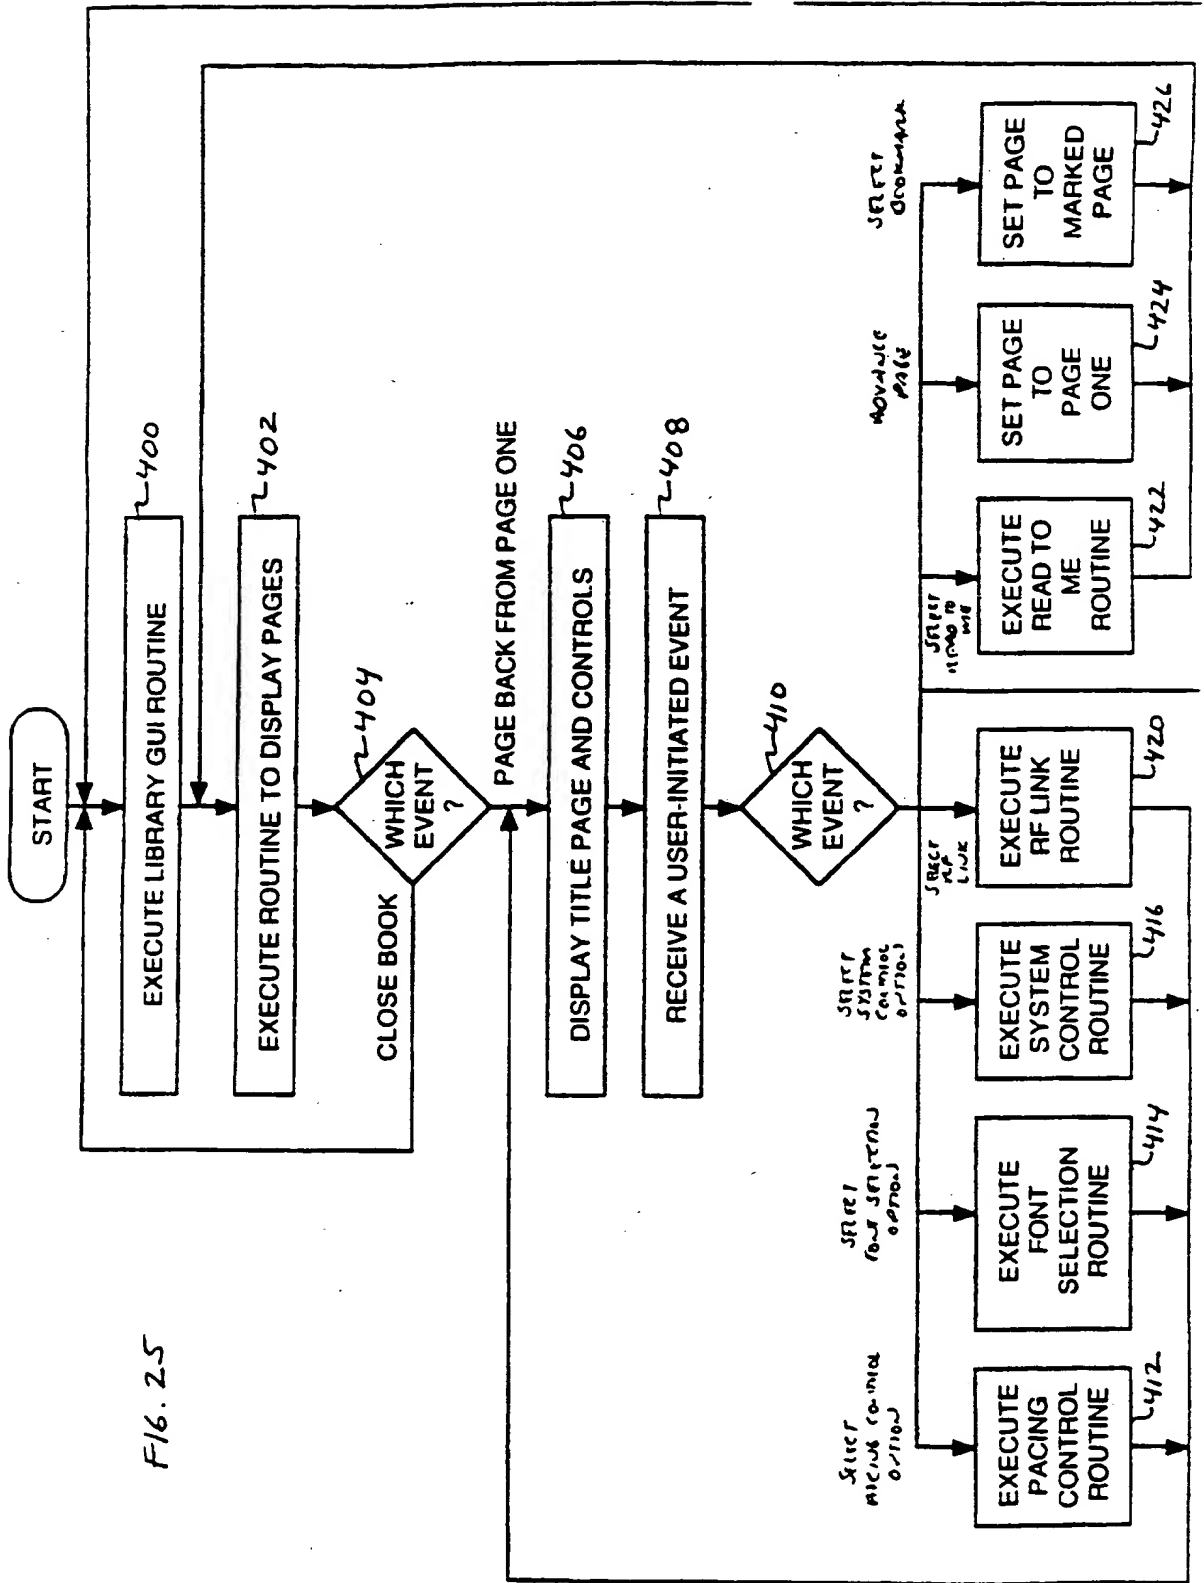 FIG. 25
START
EXECUTE LIBRARY GUI ROUTINE
400
EXECUTE ROUTINE TO DISPLAY PAGES
402
WHICH
EVENT
?
404
CLOSE BOOK
PAGE BACK FROM PAGE ONE
DISPLAY TITLE PAGE AND CONTROLS
406
RECEIVE A USER-INITIATED EVENT
408
WHICH
EVENT
?
410
SELECT
PACING CONTROL
OPTION
EXECUTE
PACING
CONTROL
ROUTINE
412
SELECT
FONT SELECTION
OPTION
EXECUTE
FONT
SELECTION
ROUTINE
414
SELECT
SYSTEM
CONTROL
OPTION
EXECUTE
SYSTEM
CONTROL
ROUTINE
416
SELECT
RF
LINK
EXECUTE
RF LINK
ROUTINE
420
SELECT
READ TO
ME
EXECUTE
READ TO
ME
ROUTINE
422
ADVANCE
PAGE
SET PAGE
TO
PAGE
ONE
424
SELECT
BOOKMARK
SET PAGE
TO
MARKED
PAGE
426